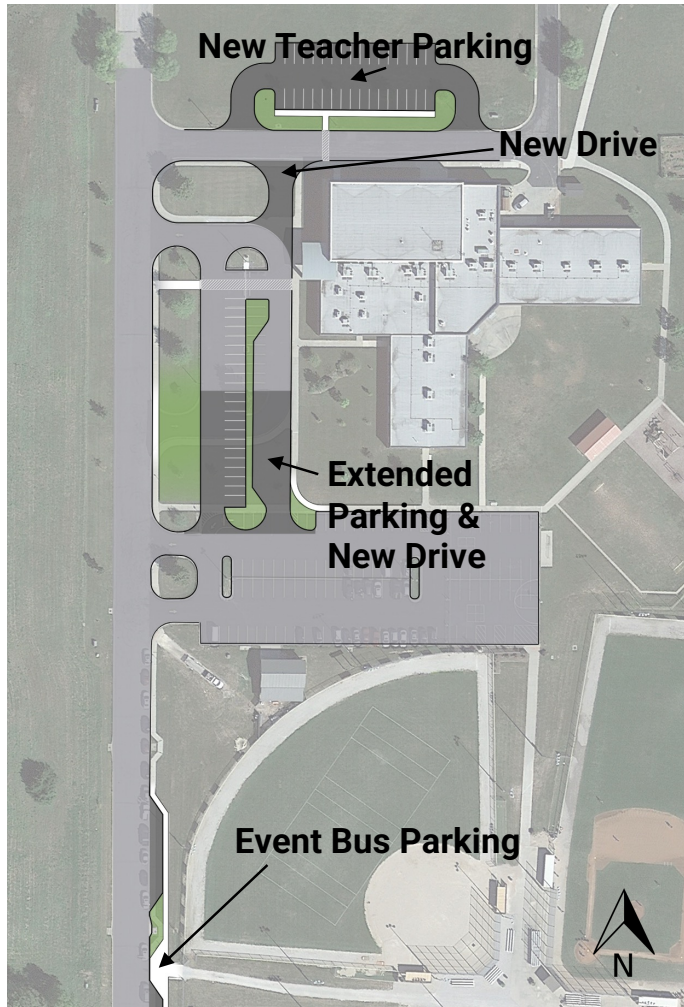 New Teacher Parking
New Drive
Extended
Parking &
New Drive
Event Bus Parking
N